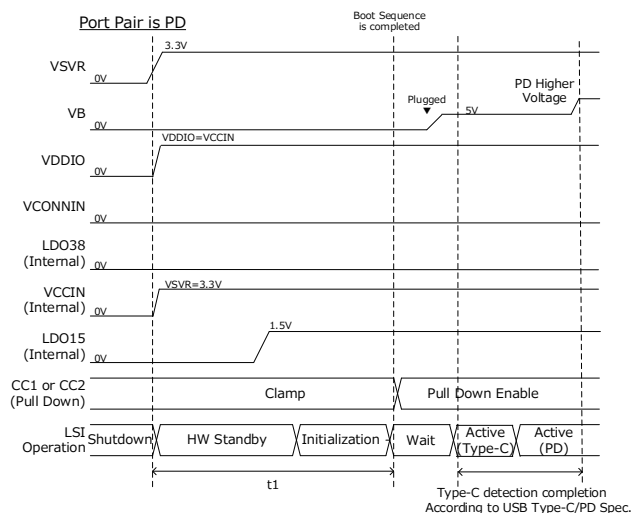 Port Pair is PD
Boot Sequence
is completed
3.3V
VSVR
0V
PD Higher
Voltage
Plugged
VB
5V
0V
VDDIO=VCCIN
VDDIO
0V
VCONNIN
0V
LDO38
(Internal)
0V
VSVR=3.3V
VCCIN
(Internal)
0V
1.5V
LDO15
(Internal)
0V
CC1 or CC2
(Pull Down)
Clamp
Pull Down Enable
LSI
Operation
Shutdown
HW Standby
Initialization
Wait
Active
(Type-C)
Active
(PD)
t1
Type-C detection completion
According to USB Type-C/PD Spec.